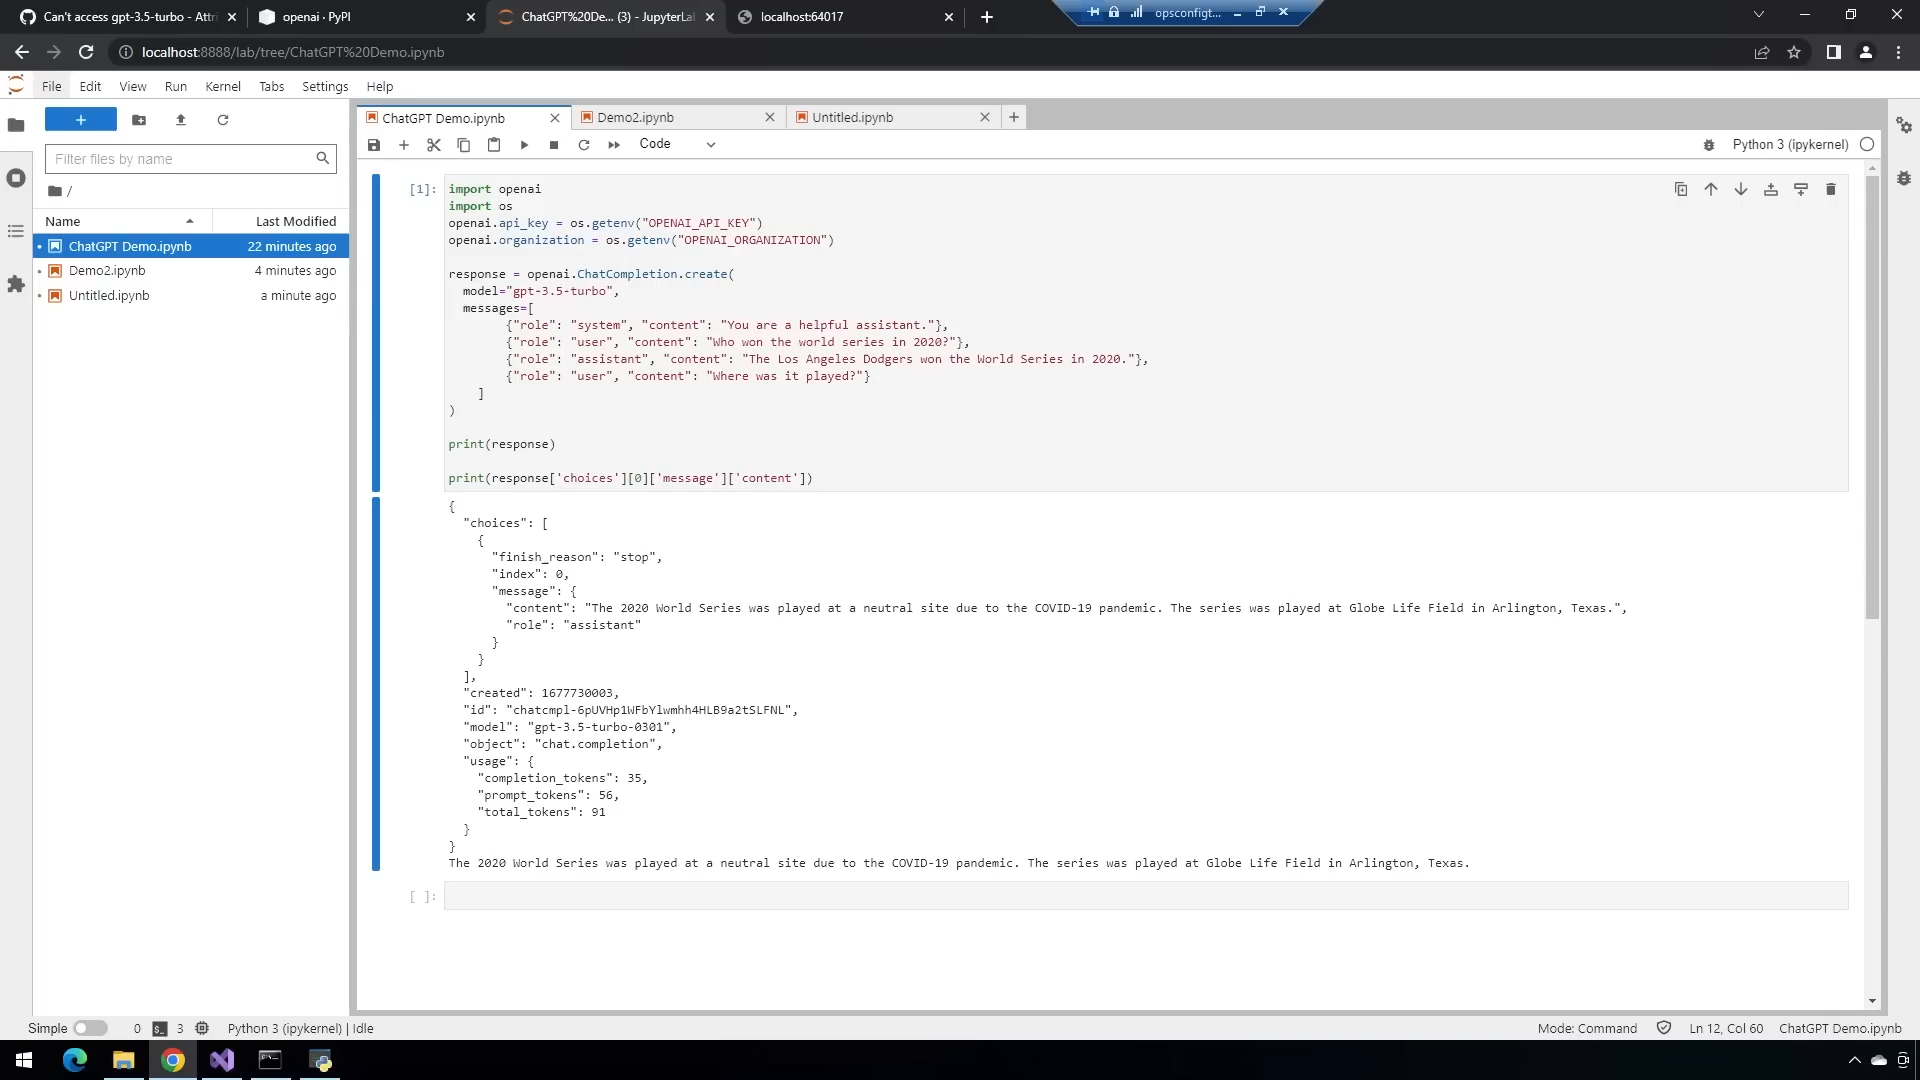 Can't access gpt-3.5-turbo - Attri
openai · PyPI
ChatGPT%20De... (3) - JupyterLa
localhost:64017
opsconfigt...
localhost:8888/lab/tree/ChatGPT%20Demo.ipynb
File Edit View Run Kernel Tabs Settings Help
ChatGPT Demo.ipynb
Demo2.ipynb
Untitled.ipynb
Code
Python 3 (ipykernel)
Filter files by name
/
Name Last Modified
ChatGPT Demo.ipynb 22 minutes ago
Demo2.ipynb 4 minutes ago
Untitled.ipynb a minute ago
[1]:
import openai
import os
openai.api_key = os.getenv("OPENAI_API_KEY")
openai.organization = os.getenv("OPENAI_ORGANIZATION")
response = openai.ChatCompletion.create(
model="gpt-3.5-turbo",
messages=[
{"role": "system", "content": "You are a helpful assistant."},
{"role": "user", "content": "Who won the world series in 2020?"},
{"role": "assistant", "content": "The Los Angeles Dodgers won the World Series in 2020."},
{"role": "user", "content": "Where was it played?"}
]
)
print(response)
print(response['choices'][0]['message']['content'])
{
"choices": [
{
"finish_reason": "stop",
"index": 0,
"message": {
"content": "The 2020 World Series was played at a neutral site due to the COVID-19 pandemic. The series was played at Globe Life Field in Arlington, Texas.",
"role": "assistant"
}
}
],
"created": 1677730003,
"id": "chatcmpl-6pUVHp1WFbYlwmhh4HLB9a2tSLFNL",
"model": "gpt-3.5-turbo-0301",
"object": "chat.completion",
"usage": {
"completion_tokens": 35,
"prompt_tokens": 56,
"total_tokens": 91
}
}
The 2020 World Series was played at a neutral site due to the COVID-19 pandemic. The series was played at Globe Life Field in Arlington, Texas.
[ ]:
Simple 0 3 Python 3 (ipykernel) | Idle
Mode: Command Ln 12, Col 60 ChatGPT Demo.ipynb